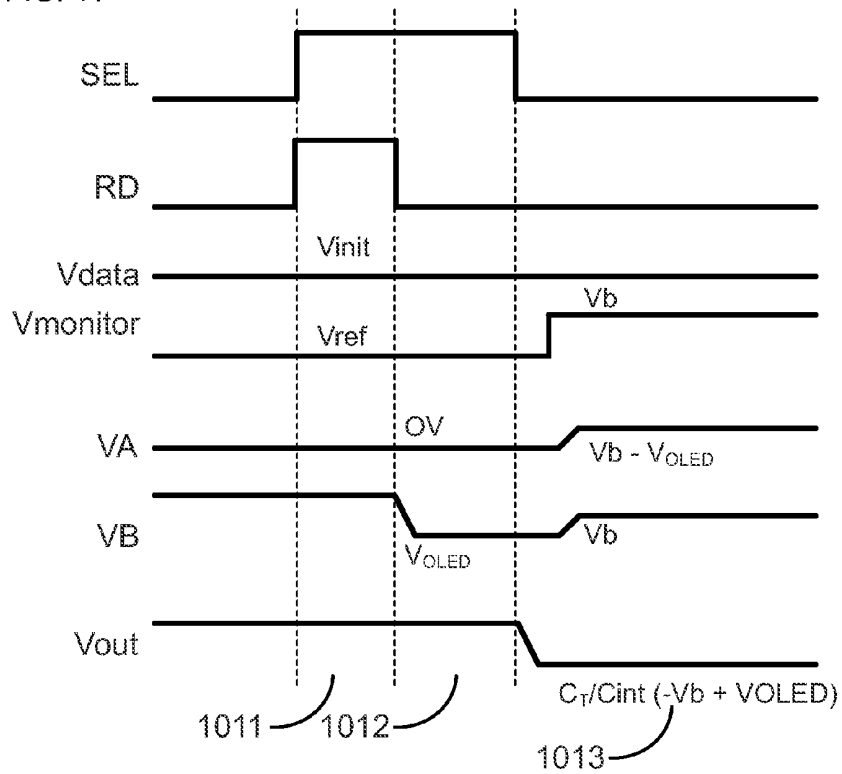 SEL
RD
Vinit
Vdata
Vb
Vmonitor
Vref
OV
VA
Vb - VOLED
VB
VOLED
Vb
Vout
CT/Cint (-Vb + VOLED)
1011
1012
1013